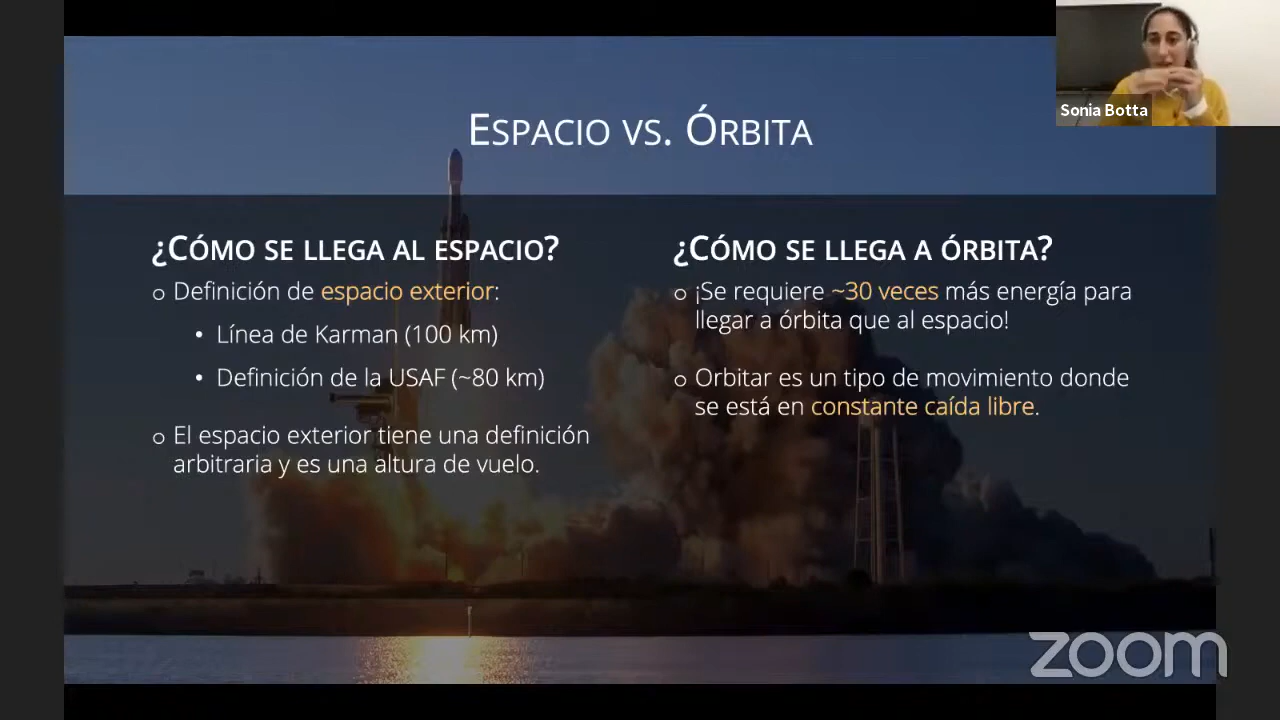 Sonia Botta
Espacio vs. Órbita
¿Cómo se llega al espacio?
o Definición de espacio exterior:
• Línea de Karman (100 km)
• Definición de la USAF (~80 km)
o El espacio exterior tiene una definición
arbitraria y es una altura de vuelo.
¿Cómo se llega a órbita?
o ¡Se requiere ~30 veces más energía para
llegar a órbita que al espacio!
o Orbitar es un tipo de movimiento donde
se está en constante caída libre.
zoom